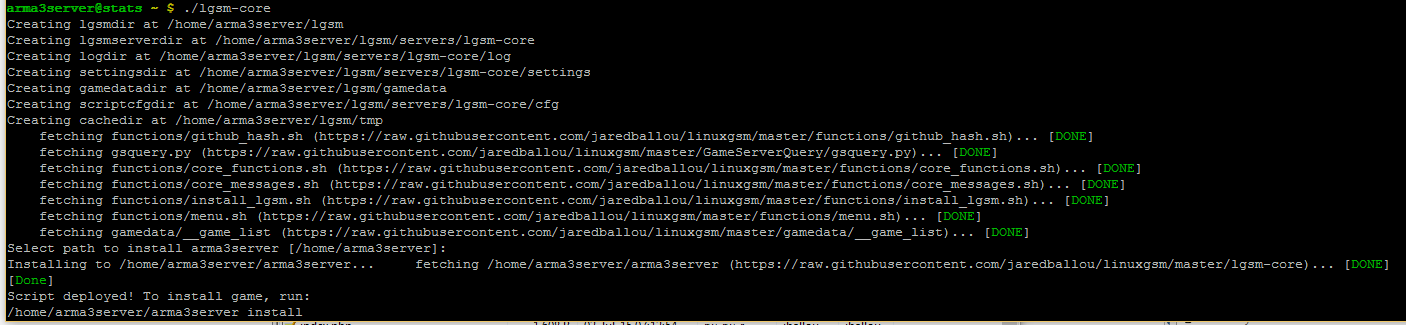 arma3server@stats ~ $ ./lgsm-core
Creating lgsmdir at /home/arma3server/lgsm
Creating lgsmserverdir at /home/arma3server/lgsm/servers/lgsm-core
Creating logdir at /home/arma3server/lgsm/servers/lgsm-core/log
Creating settingsdir at /home/arma3server/lgsm/servers/lgsm-core/settings
Creating gamedatadir at /home/arma3server/lgsm/gamedata
Creating scriptcfgdir at /home/arma3server/lgsm/servers/lgsm-core/cfg
Creating cachedir at /home/arma3server/lgsm/tmp
    fetching functions/github_hash.sh (https://raw.githubusercontent.com/jaredballou/linuxgsm/master/functions/github_hash.sh)... [DONE]
    fetching gsquery.py (https://raw.githubusercontent.com/jaredballou/linuxgsm/master/GameServerQuery/gsquery.py)... [DONE]
    fetching functions/core_functions.sh (https://raw.githubusercontent.com/jaredballou/linuxgsm/master/functions/core_functions.sh)... [DONE]
    fetching functions/core_messages.sh (https://raw.githubusercontent.com/jaredballou/linuxgsm/master/functions/core_messages.sh)... [DONE]
    fetching functions/install_lgsm.sh (https://raw.githubusercontent.com/jaredballou/linuxgsm/master/functions/install_lgsm.sh)... [DONE]
    fetching functions/menu.sh (https://raw.githubusercontent.com/jaredballou/linuxgsm/master/functions/menu.sh)... [DONE]
    fetching gamedata/__game_list (https://raw.githubusercontent.com/jaredballou/linuxgsm/master/gamedata/__game_list)... [DONE]
Select path to install arma3server [/home/arma3server]:
Installing to /home/arma3server/arma3server...     fetching /home/arma3server/arma3server (https://raw.githubusercontent.com/jaredballou/linuxgsm/master/lgsm-core)... [DONE]
[Done]
Script deployed! To install game, run:
/home/arma3server/arma3server install